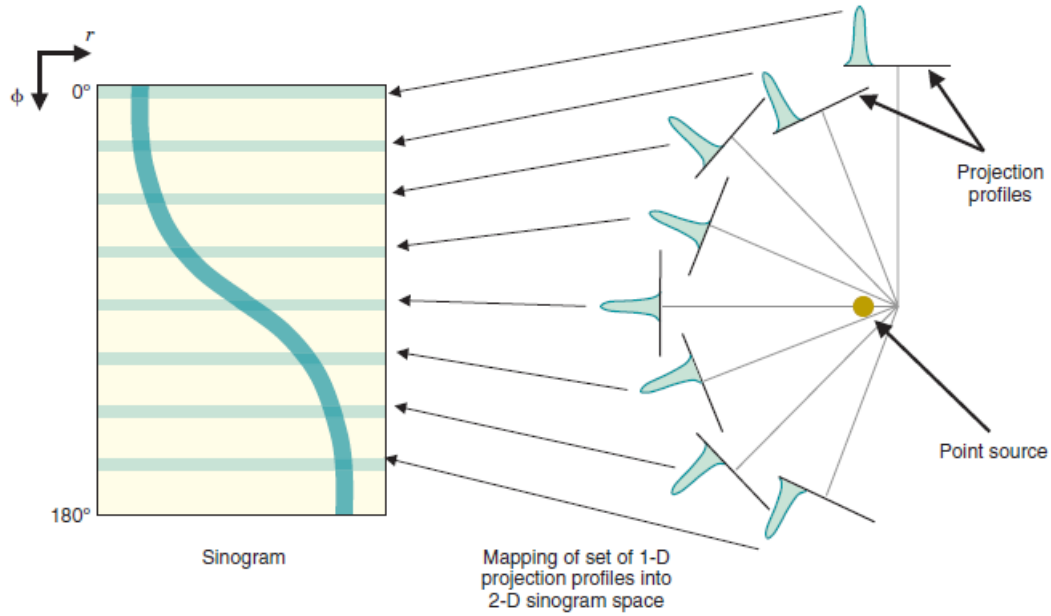 r
ϕ
0°
180°
Sinogram
Mapping of set of 1-D
projection profiles into
2-D sinogram space
Projection
profiles
Point source